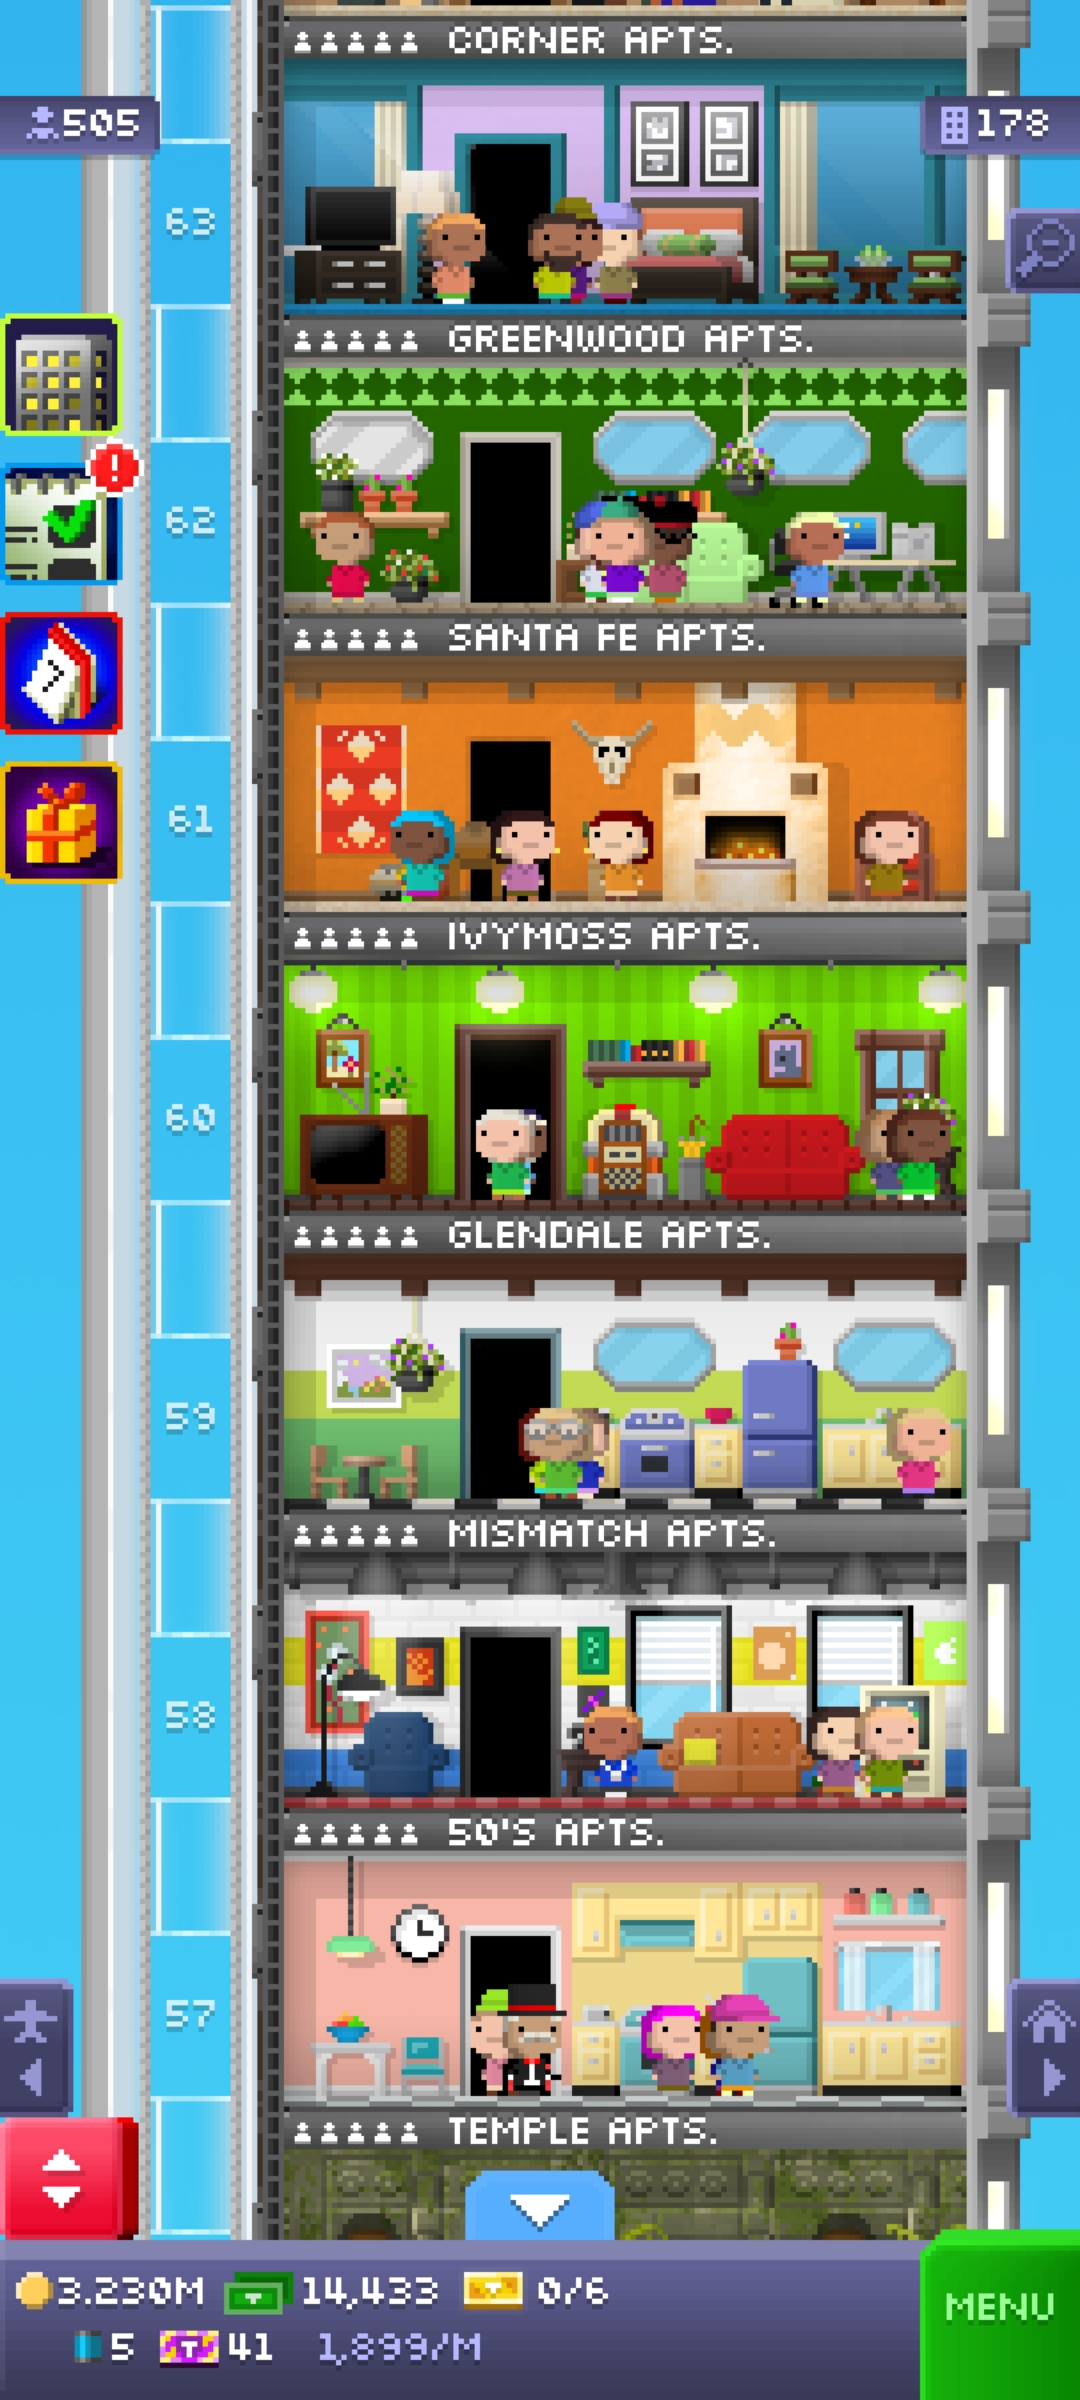 CORNER APTS.
505
178
63
GREENWOOD APTS.
62
SANTA FE APTS.
61
IVYMOSS APTS.
60
GLENDALE APTS.
59
MISMATCH APTS.
58
50'S APTS.
57
TEMPLE APTS.
3.230M 14,433 0/6
5 41 1,899/M
MENU